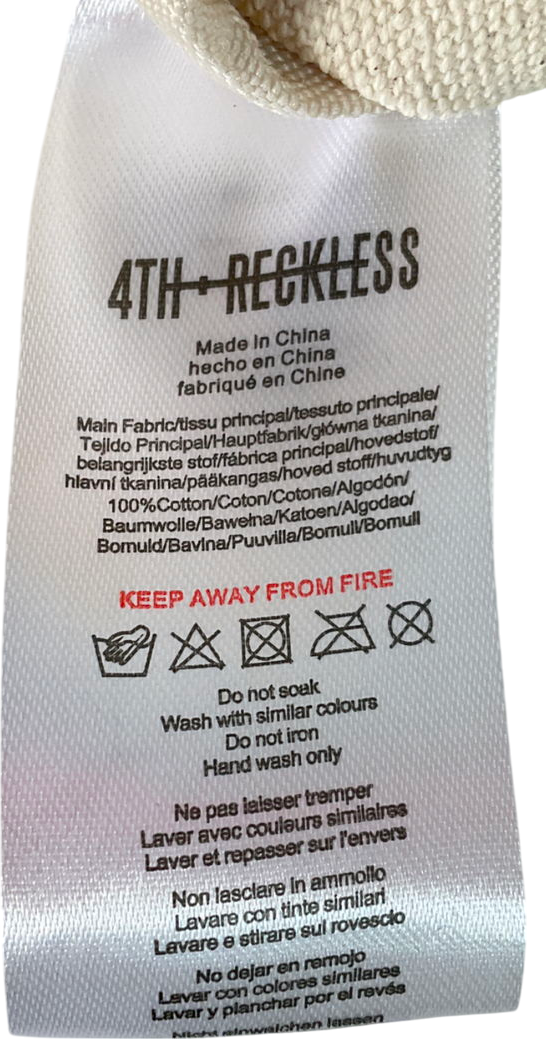 4TH + RECKLESS
Made In China
hecho en China
fabriqué en Chine
Main Fabric/tissu principal/tessuto principale/
Tejido Principal/Hauptfabrik/główna tkanina/
belangrijkste stof/fábrica principal/hovedstof/
hlavní tkanina/pääkangas/hoved stoff/huvudtyg
100%Cotton/Coton/Cotone/Algodón/
Baumwolle/Bawełna/Katoen/Algodao/
Bomuld/Bavlna/Puuvilla/Bomull/Bomull
KEEP AWAY FROM FIRE
Do not soak
Wash with similar colours
Do not iron
Hand wash only
Ne pas laisser tremper
Laver avec couleurs similaires
Laver et repasser sur l'envers
Non lasciare in ammollo
Lavare con tinte similari
Lavare e stirare sul rovescio
No dejar en remojo
Lavar con colores similares
Lavar y planchar por el revés
Nicht einweichen lassen